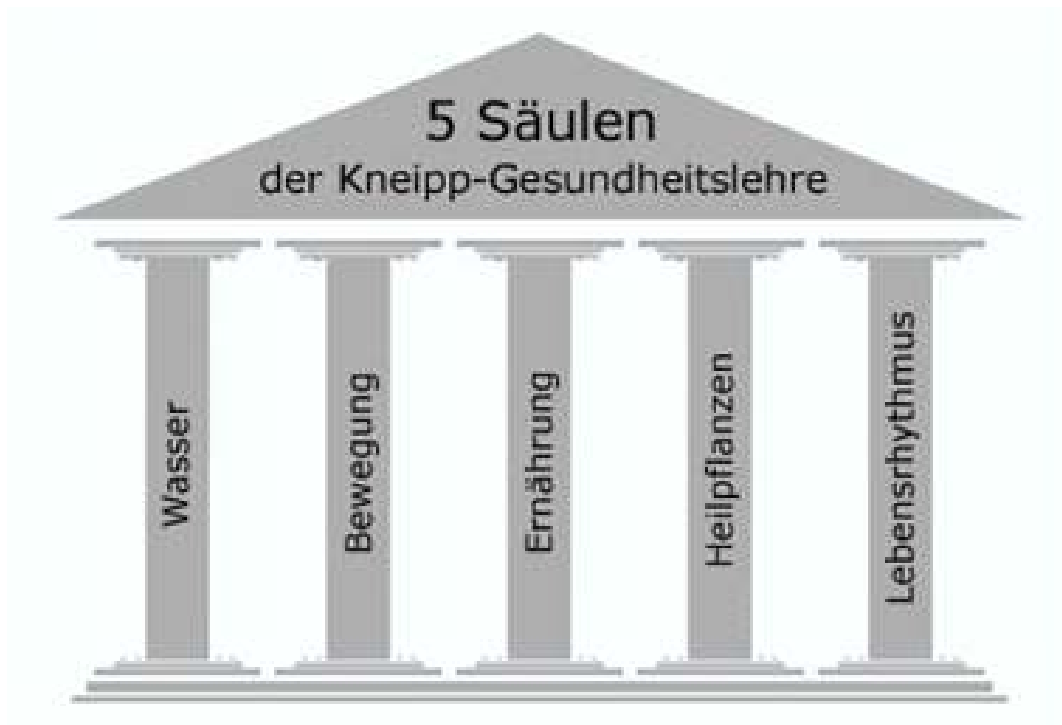 5 Säulen
der Kneipp-Gesundheitslehre
Wasser
Bewegung
Ernährung
Heilpflanzen
Lebensrhythmus